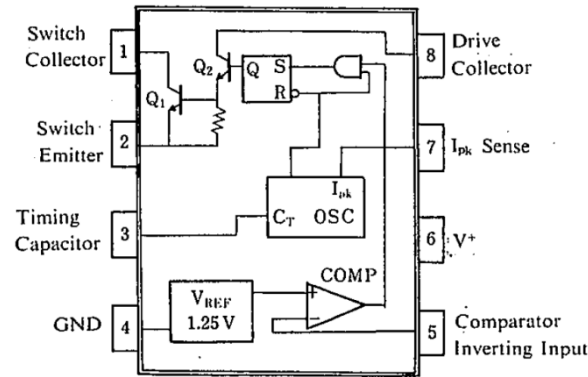 Switch
Collector
1
Switch
Emitter
2
Timing
Capacitor
3
GND
4
Q₁
Q₂
Q
S
R
8
Drive
Collector
7
Ipk Sense
6
V⁺
5
Comparator
Inverting Input
Ipk
CT OSC
COMP
+
−
VREF
1.25 V